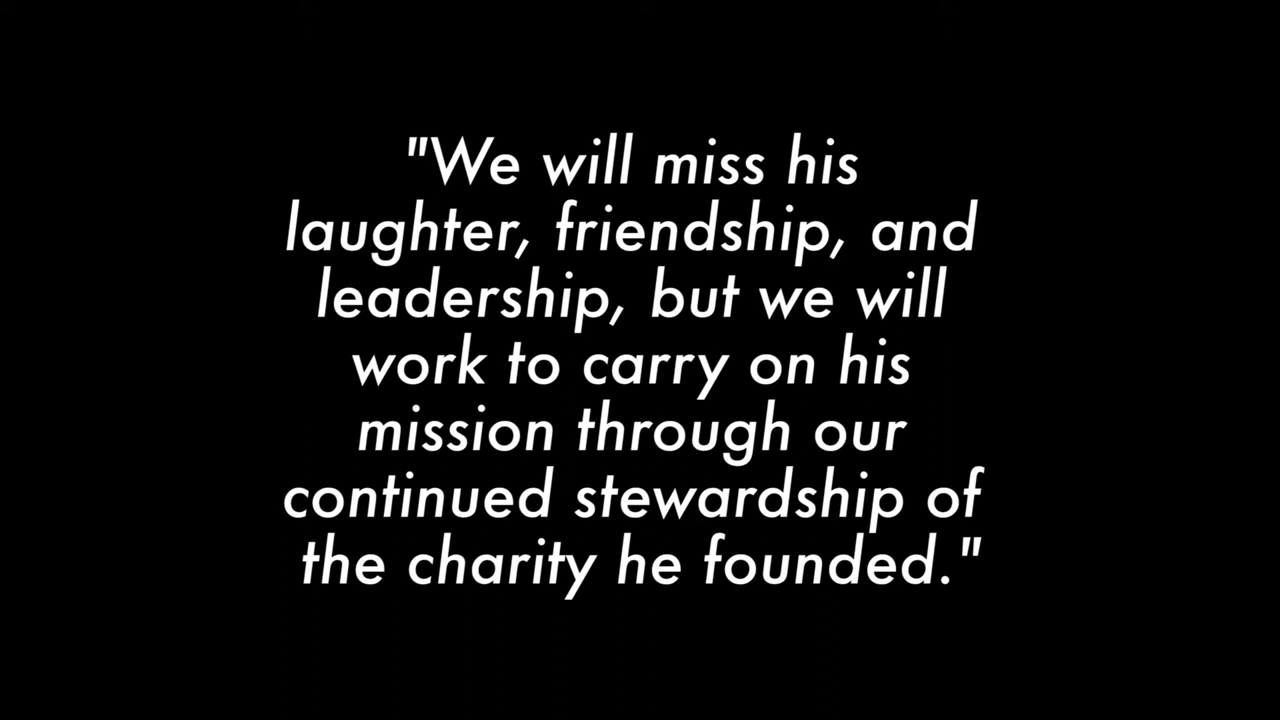 "We will miss his
laughter, friendship, and
leadership, but we will
work to carry on his
mission through our
continued stewardship of
the charity he founded."